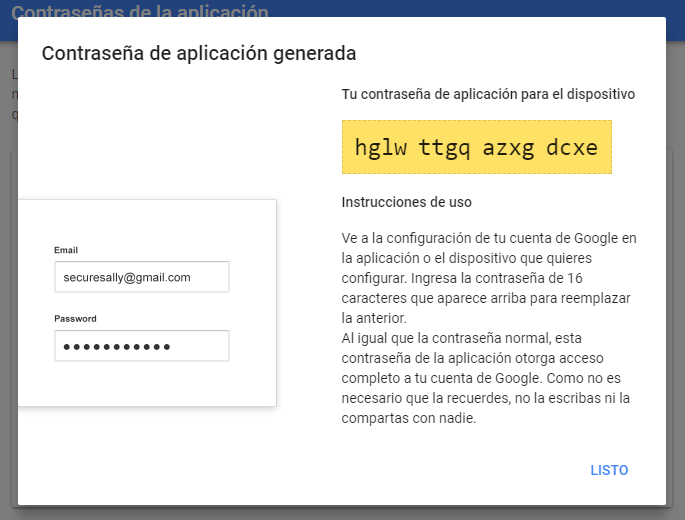 Contraseñas de la aplicación
Contraseña de aplicación generada
Tu contraseña de aplicación para el dispositivo
hglw ttgq azxg dcxe
Email
securesally@gmail.com
Password
Instrucciones de uso
Ve a la configuración de tu cuenta de Google en
la aplicación o el dispositivo que quieres
configurar. Ingresa la contraseña de 16
caracteres que aparece arriba para reemplazar
la anterior.
Al igual que la contraseña normal, esta
contraseña de la aplicación otorga acceso
completo a tu cuenta de Google. Como no es
necesario que la recuerdes, no la escribas ni la
compartas con nadie.
LISTO